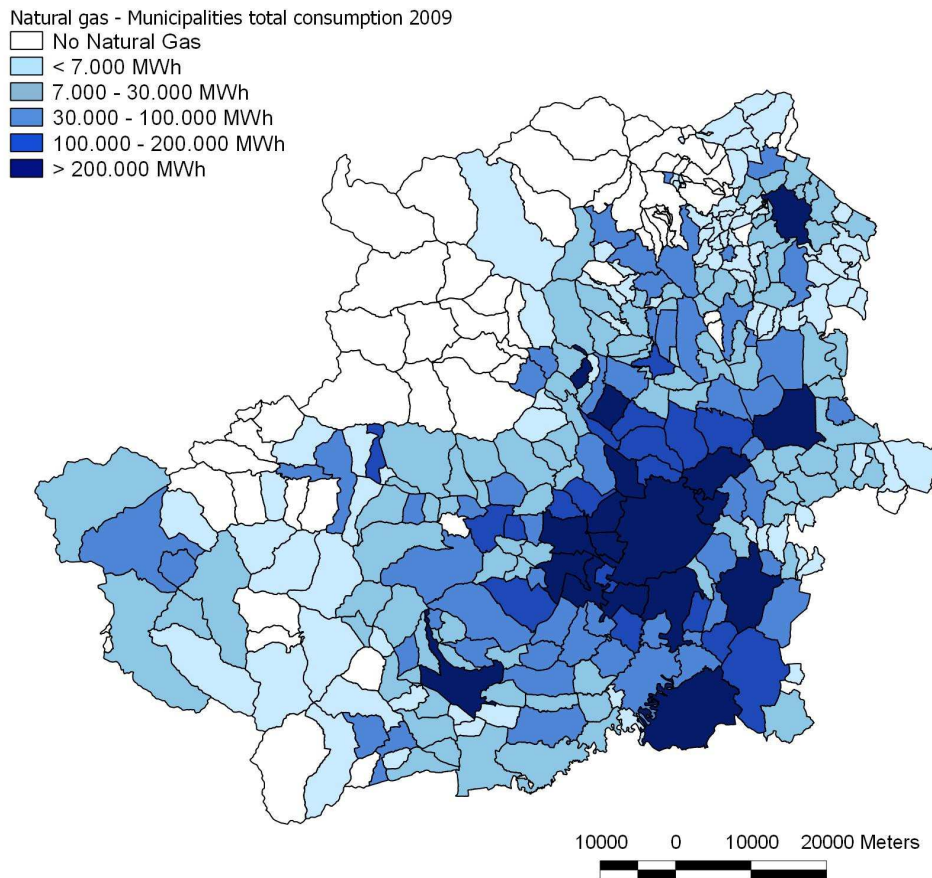 Natural gas - Municipalities total consumption 2009
No Natural Gas
< 7.000 MWh
7.000 - 30.000 MWh
30.000 - 100.000 MWh
100.000 - 200.000 MWh
> 200.000 MWh
10000 0 10000 20000 Meters